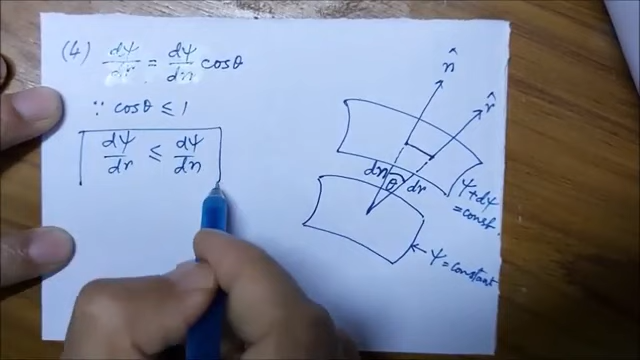 (4) dψ/dr = dψ/dn cosθ
∵ cosθ ≤ 1
dψ/dr ≤ dψ/dn
n̂
r̂
dn
θ
dr
ψ+dψ
=const.
ψ=constant